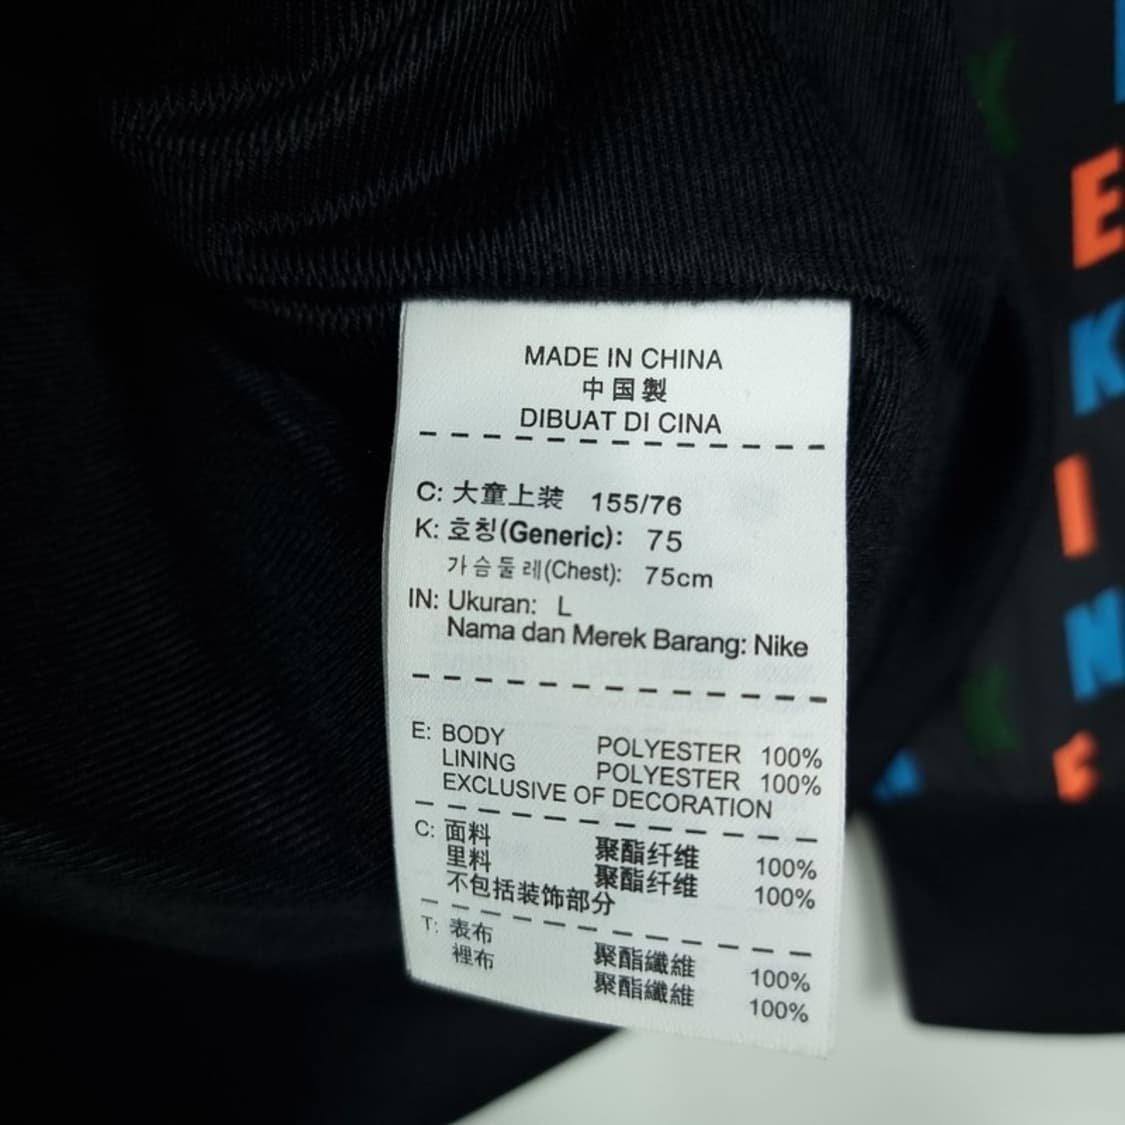 MADE IN CHINA
中国製
DIBUAT DI CINA
C: 大童上装 155/76
K: 호칭(Generic): 75
가슴둘레(Chest): 75cm
IN: Ukuran: L
Nama dan Merek Barang: Nike
E: BODY POLYESTER 100%
LINING POLYESTER 100%
EXCLUSIVE OF DECORATION
C: 面料 聚酯纤维 100%
里料 聚酯纤维 100%
不包括装饰部分
T: 表布 聚酯纖維 100%
裡布 聚酯纖維 100%
E
K
I
N
E